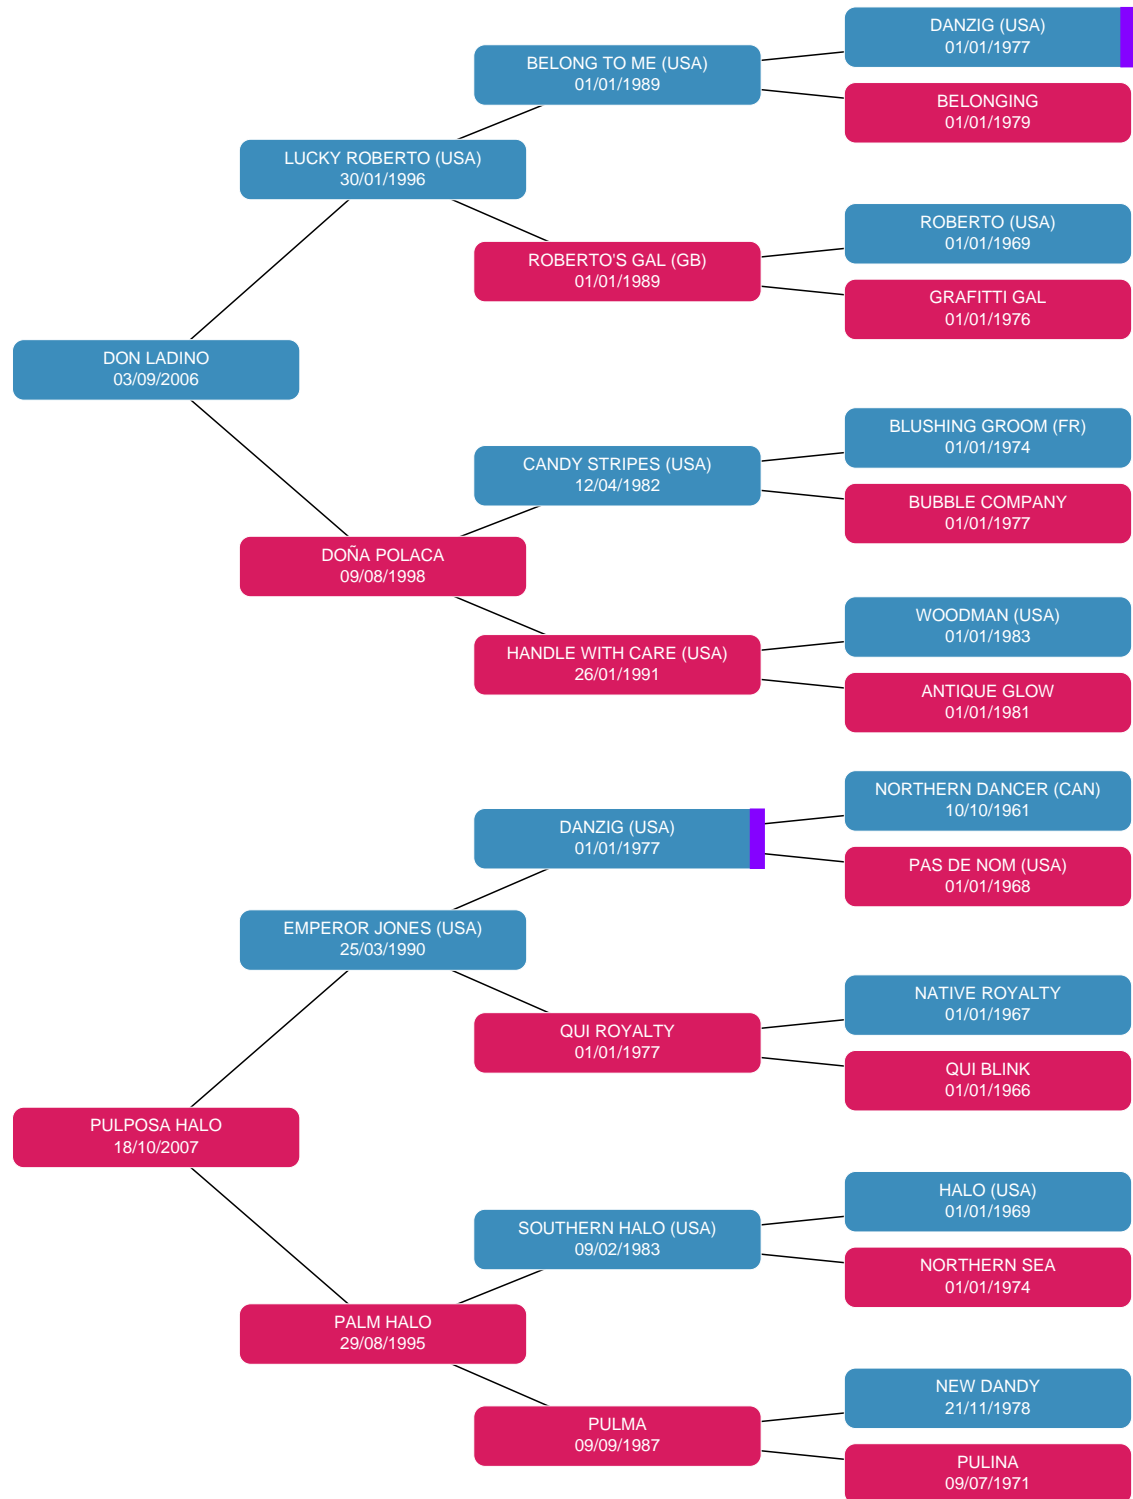 DANZIG (USA)
01/01/1977
BELONG TO ME (USA)
01/01/1989
BELONGING
01/01/1979
LUCKY ROBERTO (USA)
30/01/1996
ROBERTO (USA)
01/01/1969
ROBERTO'S GAL (GB)
01/01/1989
GRAFITTI GAL
01/01/1976
DON LADINO
03/09/2006
BLUSHING GROOM (FR)
01/01/1974
CANDY STRIPES (USA)
12/04/1982
BUBBLE COMPANY
01/01/1977
DOÑA POLACA
09/08/1998
WOODMAN (USA)
01/01/1983
HANDLE WITH CARE (USA)
26/01/1991
ANTIQUE GLOW
01/01/1981
NORTHERN DANCER (CAN)
10/10/1961
DANZIG (USA)
01/01/1977
PAS DE NOM (USA)
01/01/1968
EMPEROR JONES (USA)
25/03/1990
NATIVE ROYALTY
01/01/1967
QUI ROYALTY
01/01/1977
QUI BLINK
01/01/1966
PULPOSA HALO
18/10/2007
HALO (USA)
01/01/1969
SOUTHERN HALO (USA)
09/02/1983
NORTHERN SEA
01/01/1974
PALM HALO
29/08/1995
NEW DANDY
21/11/1978
PULMA
09/09/1987
PULINA
09/07/1971